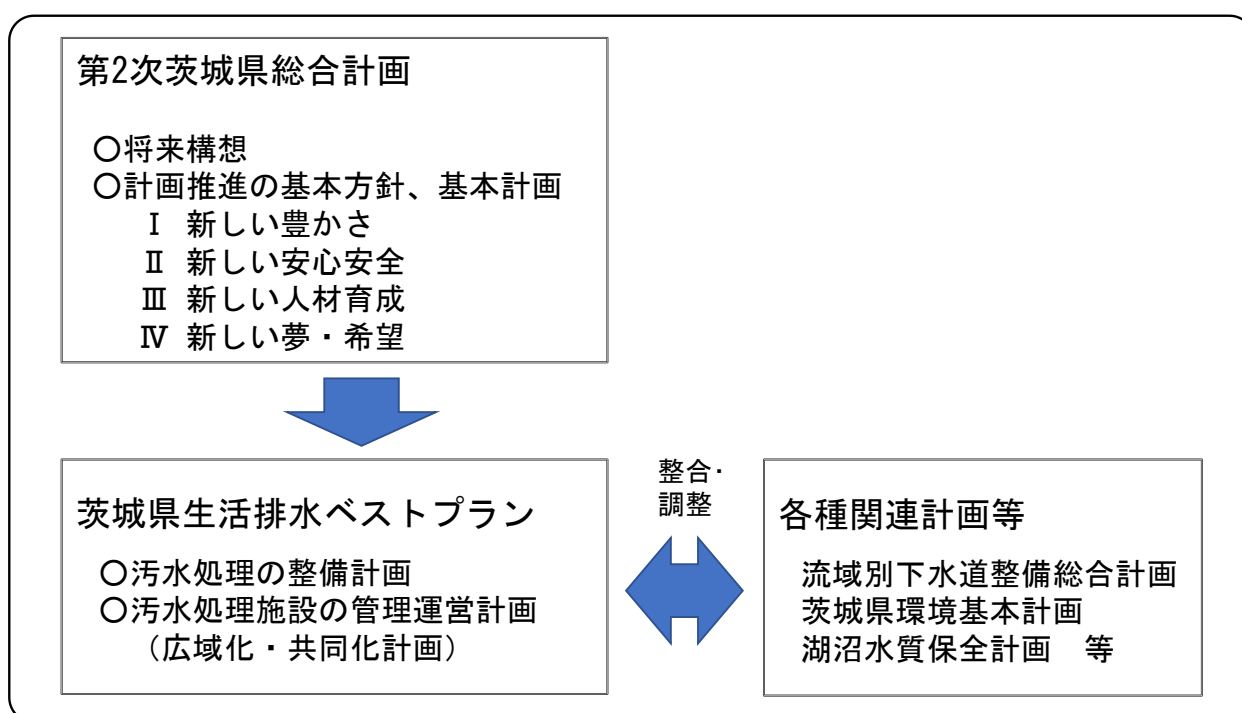 第2次茨城県総合計画
〇将来構想
〇計画推進の基本方針、基本計画
Ⅰ 新しい豊かさ
Ⅱ 新しい安心安全
Ⅲ 新しい人材育成
Ⅳ 新しい夢・希望
茨城県生活排水ベストプラン
〇汚水処理の整備計画
〇汚水処理施設の管理運営計画
（広域化・共同化計画）
整合・
調整
各種関連計画等
流域別下水道整備総合計画
茨城県環境基本計画
湖沼水質保全計画　等